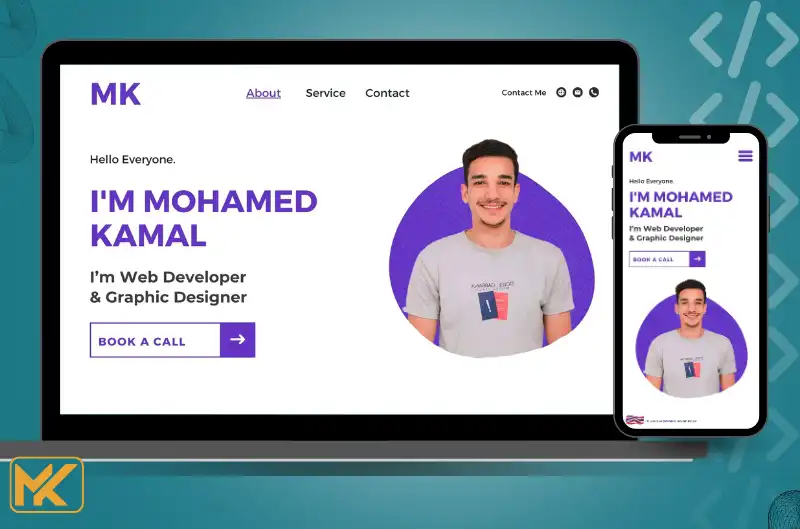 MK
About Service Contact
Contact Me
Hello Everyone.
I'M MOHAMED
KAMAL
I'm Web Developer
& Graphic Designer
BOOK A CALL
MK
Hello Everyone.
I'M MOHAMED
KAMAL
I'm Web Developer
& Graphic Designer
BOOK A CALL
MK